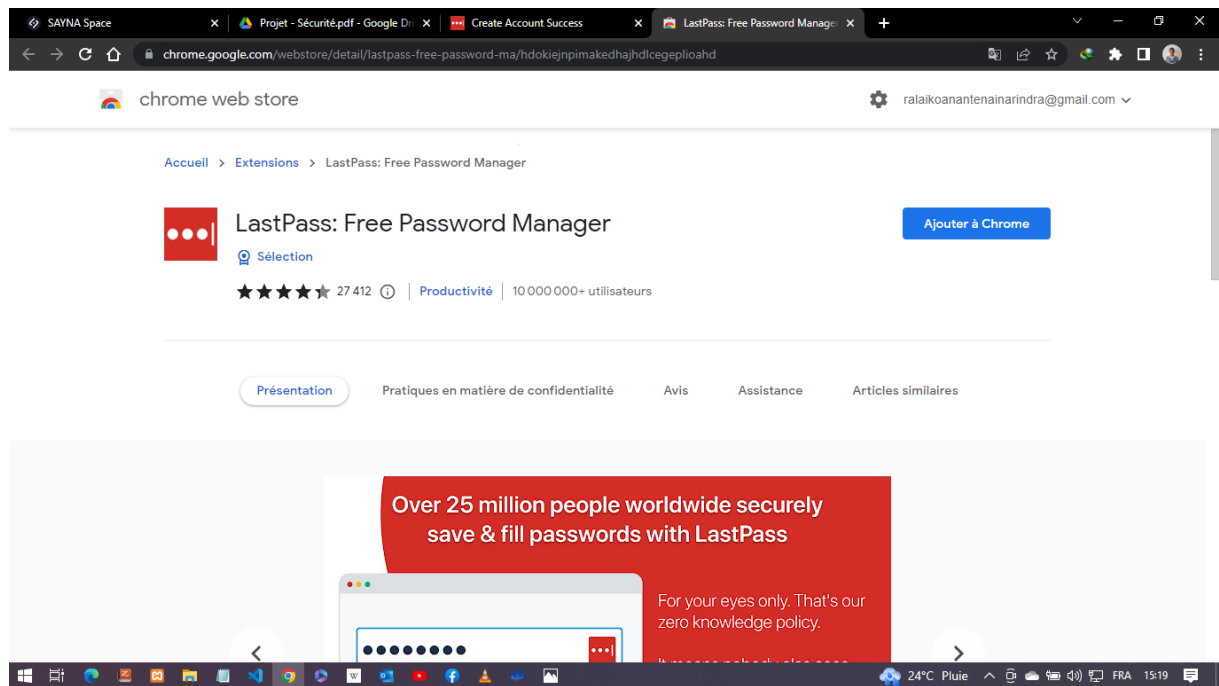 SAYNA Space
Projet - Sécurité.pdf - Google Dri
Create Account Success
LastPass: Free Password Manager
chrome.google.com/webstore/detail/lastpass-free-password-ma/hdokiejnpimakedhajhdlcegeplioahd
chrome web store
ralaikoanantenainarindra@gmail.com
Accueil > Extensions > LastPass: Free Password Manager
LastPass: Free Password Manager
Ajouter à Chrome
Sélection
27 412
Productivité
10 000 000+ utilisateurs
Présentation
Pratiques en matière de confidentialité
Avis
Assistance
Articles similaires
Over 25 million people worldwide securely
save & fill passwords with LastPass
For your eyes only. That's our
zero knowledge policy.
24°C Pluie
FRA
15:19